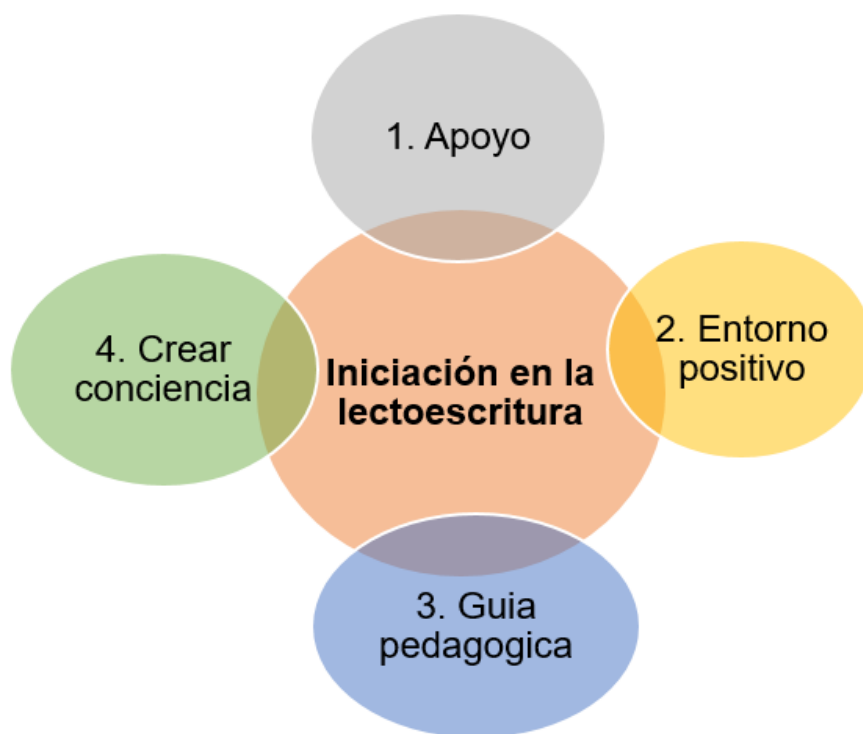 1. Apoyo
2. Entorno
positivo
Iniciación en la
lectoescritura
4. Crear
conciencia
3. Guia
pedagogica